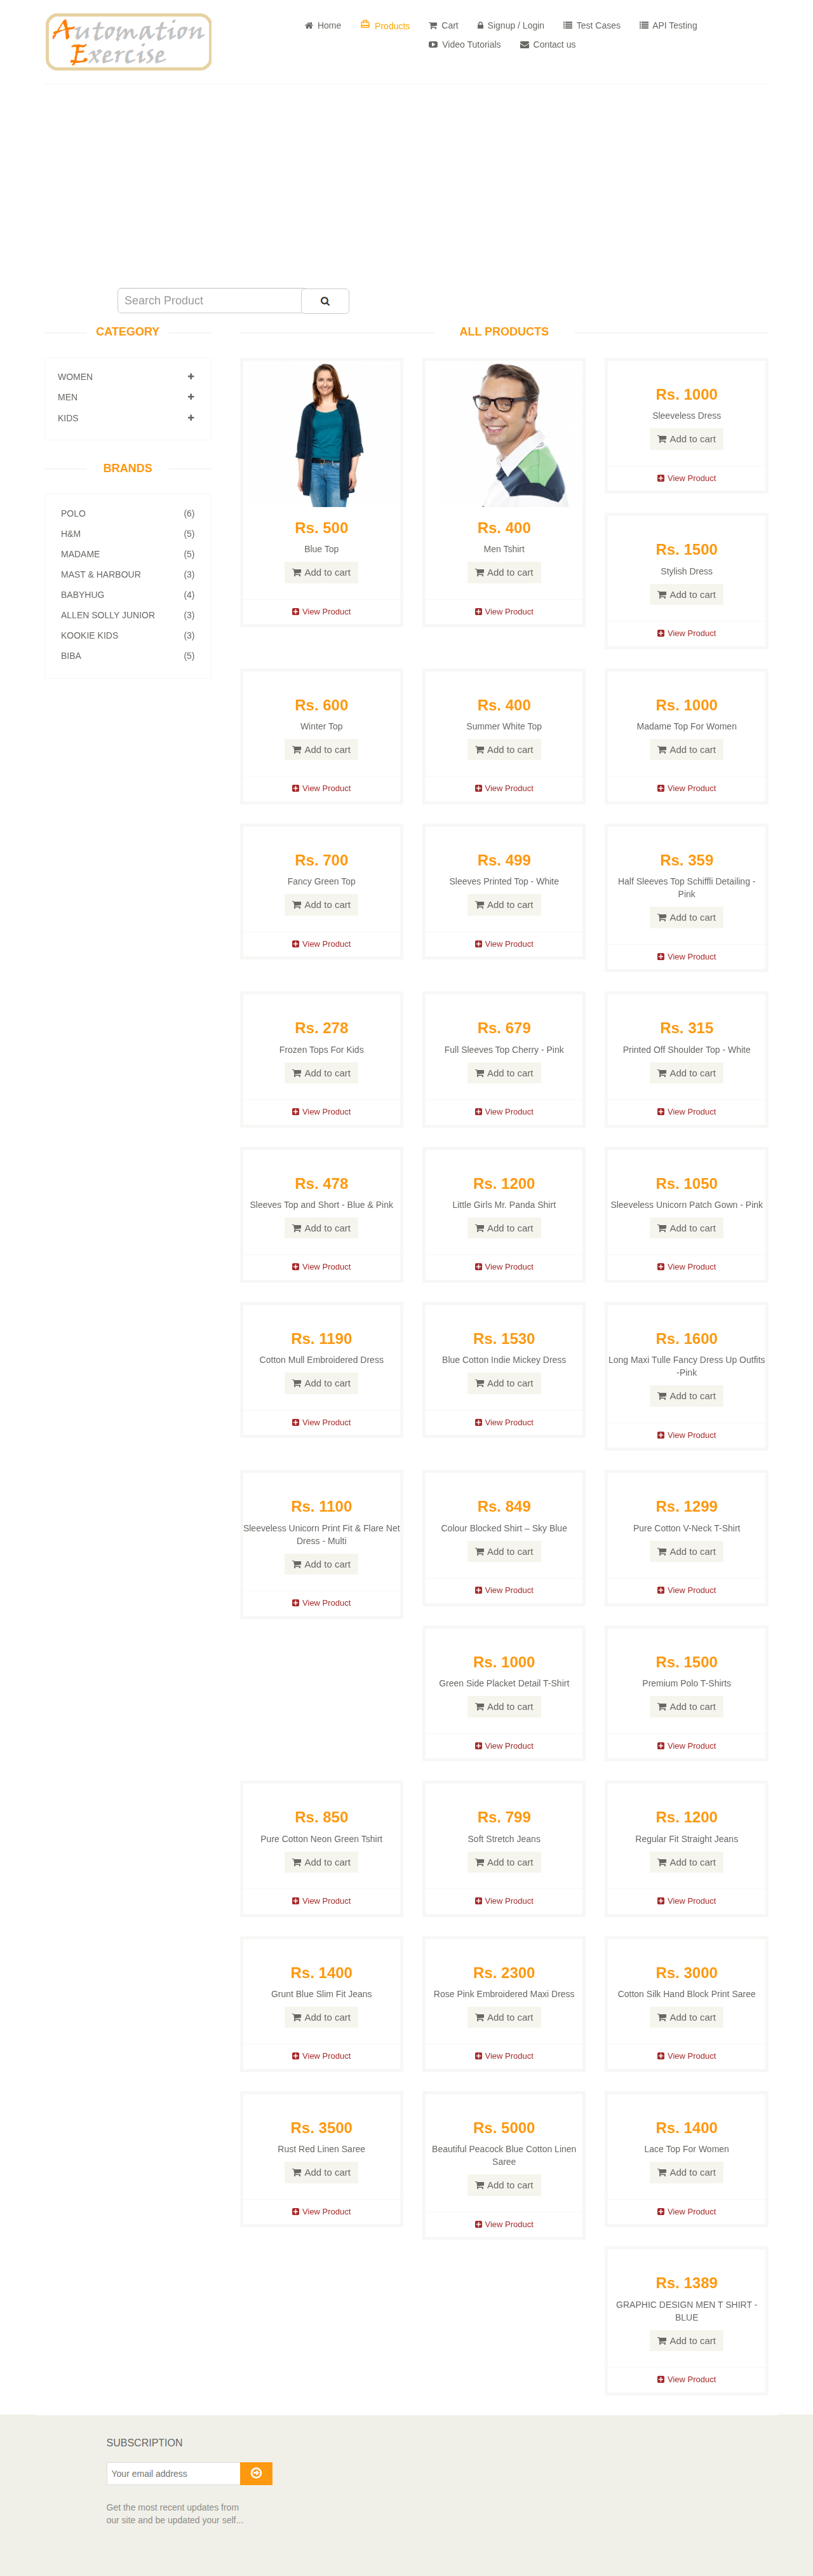 Automation
Exercise
Home
Products
Cart
Signup / Login
Test Cases
API Testing
Video Tutorials
Contact us
Search Product
CATEGORY
WOMEN
MEN
KIDS
BRANDS
POLO (6)
H&M (5)
MADAME (5)
MAST & HARBOUR (3)
BABYHUG (4)
ALLEN SOLLY JUNIOR (3)
KOOKIE KIDS (3)
BIBA (5)
ALL PRODUCTS
Rs. 500
Blue Top
Add to cart
View Product
Rs. 400
Men Tshirt
Add to cart
View Product
Rs. 1000
Sleeveless Dress
Add to cart
View Product
Rs. 1500
Stylish Dress
Add to cart
View Product
Rs. 600
Winter Top
Add to cart
View Product
Rs. 400
Summer White Top
Add to cart
View Product
Rs. 1000
Madame Top For Women
Add to cart
View Product
Rs. 700
Fancy Green Top
Add to cart
View Product
Rs. 499
Sleeves Printed Top - White
Add to cart
View Product
Rs. 359
Half Sleeves Top Schiffli Detailing -
Pink
Add to cart
View Product
Rs. 278
Frozen Tops For Kids
Add to cart
View Product
Rs. 679
Full Sleeves Top Cherry - Pink
Add to cart
View Product
Rs. 315
Printed Off Shoulder Top - White
Add to cart
View Product
Rs. 478
Sleeves Top and Short - Blue & Pink
Add to cart
View Product
Rs. 1200
Little Girls Mr. Panda Shirt
Add to cart
View Product
Rs. 1050
Sleeveless Unicorn Patch Gown - Pink
Add to cart
View Product
Rs. 1190
Cotton Mull Embroidered Dress
Add to cart
View Product
Rs. 1530
Blue Cotton Indie Mickey Dress
Add to cart
View Product
Rs. 1600
Long Maxi Tulle Fancy Dress Up Outfits
-Pink
Add to cart
View Product
Rs. 1100
Sleeveless Unicorn Print Fit & Flare Net
Dress - Multi
Add to cart
View Product
Rs. 849
Colour Blocked Shirt – Sky Blue
Add to cart
View Product
Rs. 1299
Pure Cotton V-Neck T-Shirt
Add to cart
View Product
Rs. 1000
Green Side Placket Detail T-Shirt
Add to cart
View Product
Rs. 1500
Premium Polo T-Shirts
Add to cart
View Product
Rs. 850
Pure Cotton Neon Green Tshirt
Add to cart
View Product
Rs. 799
Soft Stretch Jeans
Add to cart
View Product
Rs. 1200
Regular Fit Straight Jeans
Add to cart
View Product
Rs. 1400
Grunt Blue Slim Fit Jeans
Add to cart
View Product
Rs. 2300
Rose Pink Embroidered Maxi Dress
Add to cart
View Product
Rs. 3000
Cotton Silk Hand Block Print Saree
Add to cart
View Product
Rs. 3500
Rust Red Linen Saree
Add to cart
View Product
Rs. 5000
Beautiful Peacock Blue Cotton Linen
Saree
Add to cart
View Product
Rs. 1400
Lace Top For Women
Add to cart
View Product
Rs. 1389
GRAPHIC DESIGN MEN T SHIRT -
BLUE
Add to cart
View Product
SUBSCRIPTION
Your email address
Get the most recent updates from
our site and be updated your self...